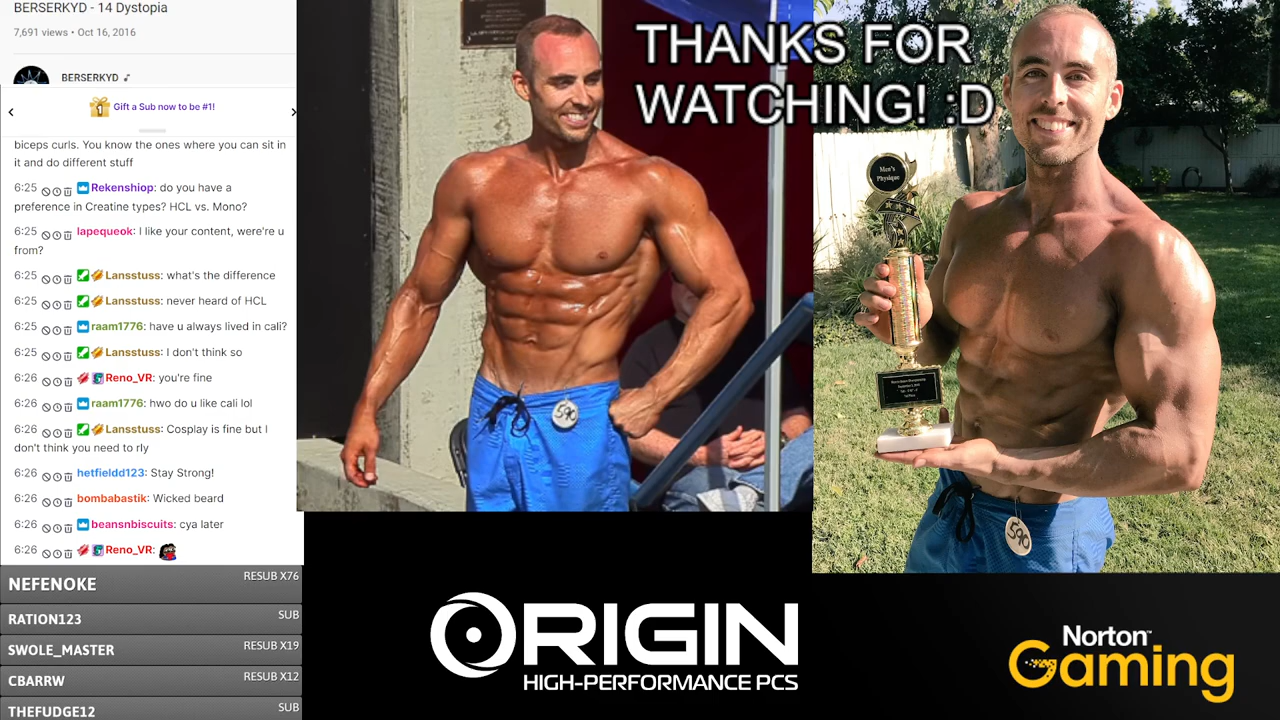 BERSERKYD - 14 Dystopia
7,691 views • Oct 16, 2016
BERSERKYD
Gift a Sub now to be #1!
biceps curls. You know the ones where you can sit in
it and do different stuff
6:25 Rekenshiop: do you have a
preference in Creatine types? HCL vs. Mono?
6:25 lapequeok: I like your content, were're u
from?
6:25 Lansstuss: what's the difference
6:25 Lansstuss: never heard of HCL
6:25 raam1776: have u always lived in cali?
6:25 Lansstuss: I don't think so
6:26 Reno_VR: you're fine
6:26 raam1776: hwo do u like cali lol
6:26 Lansstuss: Cosplay is fine but I
don't think you need to rly
6:26 hetfieldd123: Stay Strong!
6:26 bombabastik: Wicked beard
6:26 beansnbiscuits: cya later
6:26 Reno_VR:
NEFENOKE RESUB X76
RATION123 SUB
SWOLE_MASTER RESUB X19
CBARRW RESUB X12
THEFUDGE12 SUB
THANKS FOR
WATCHING! :D
590
Men's
Physique
590
ORIGIN
HIGH-PERFORMANCE PCS
Norton™
Gaming